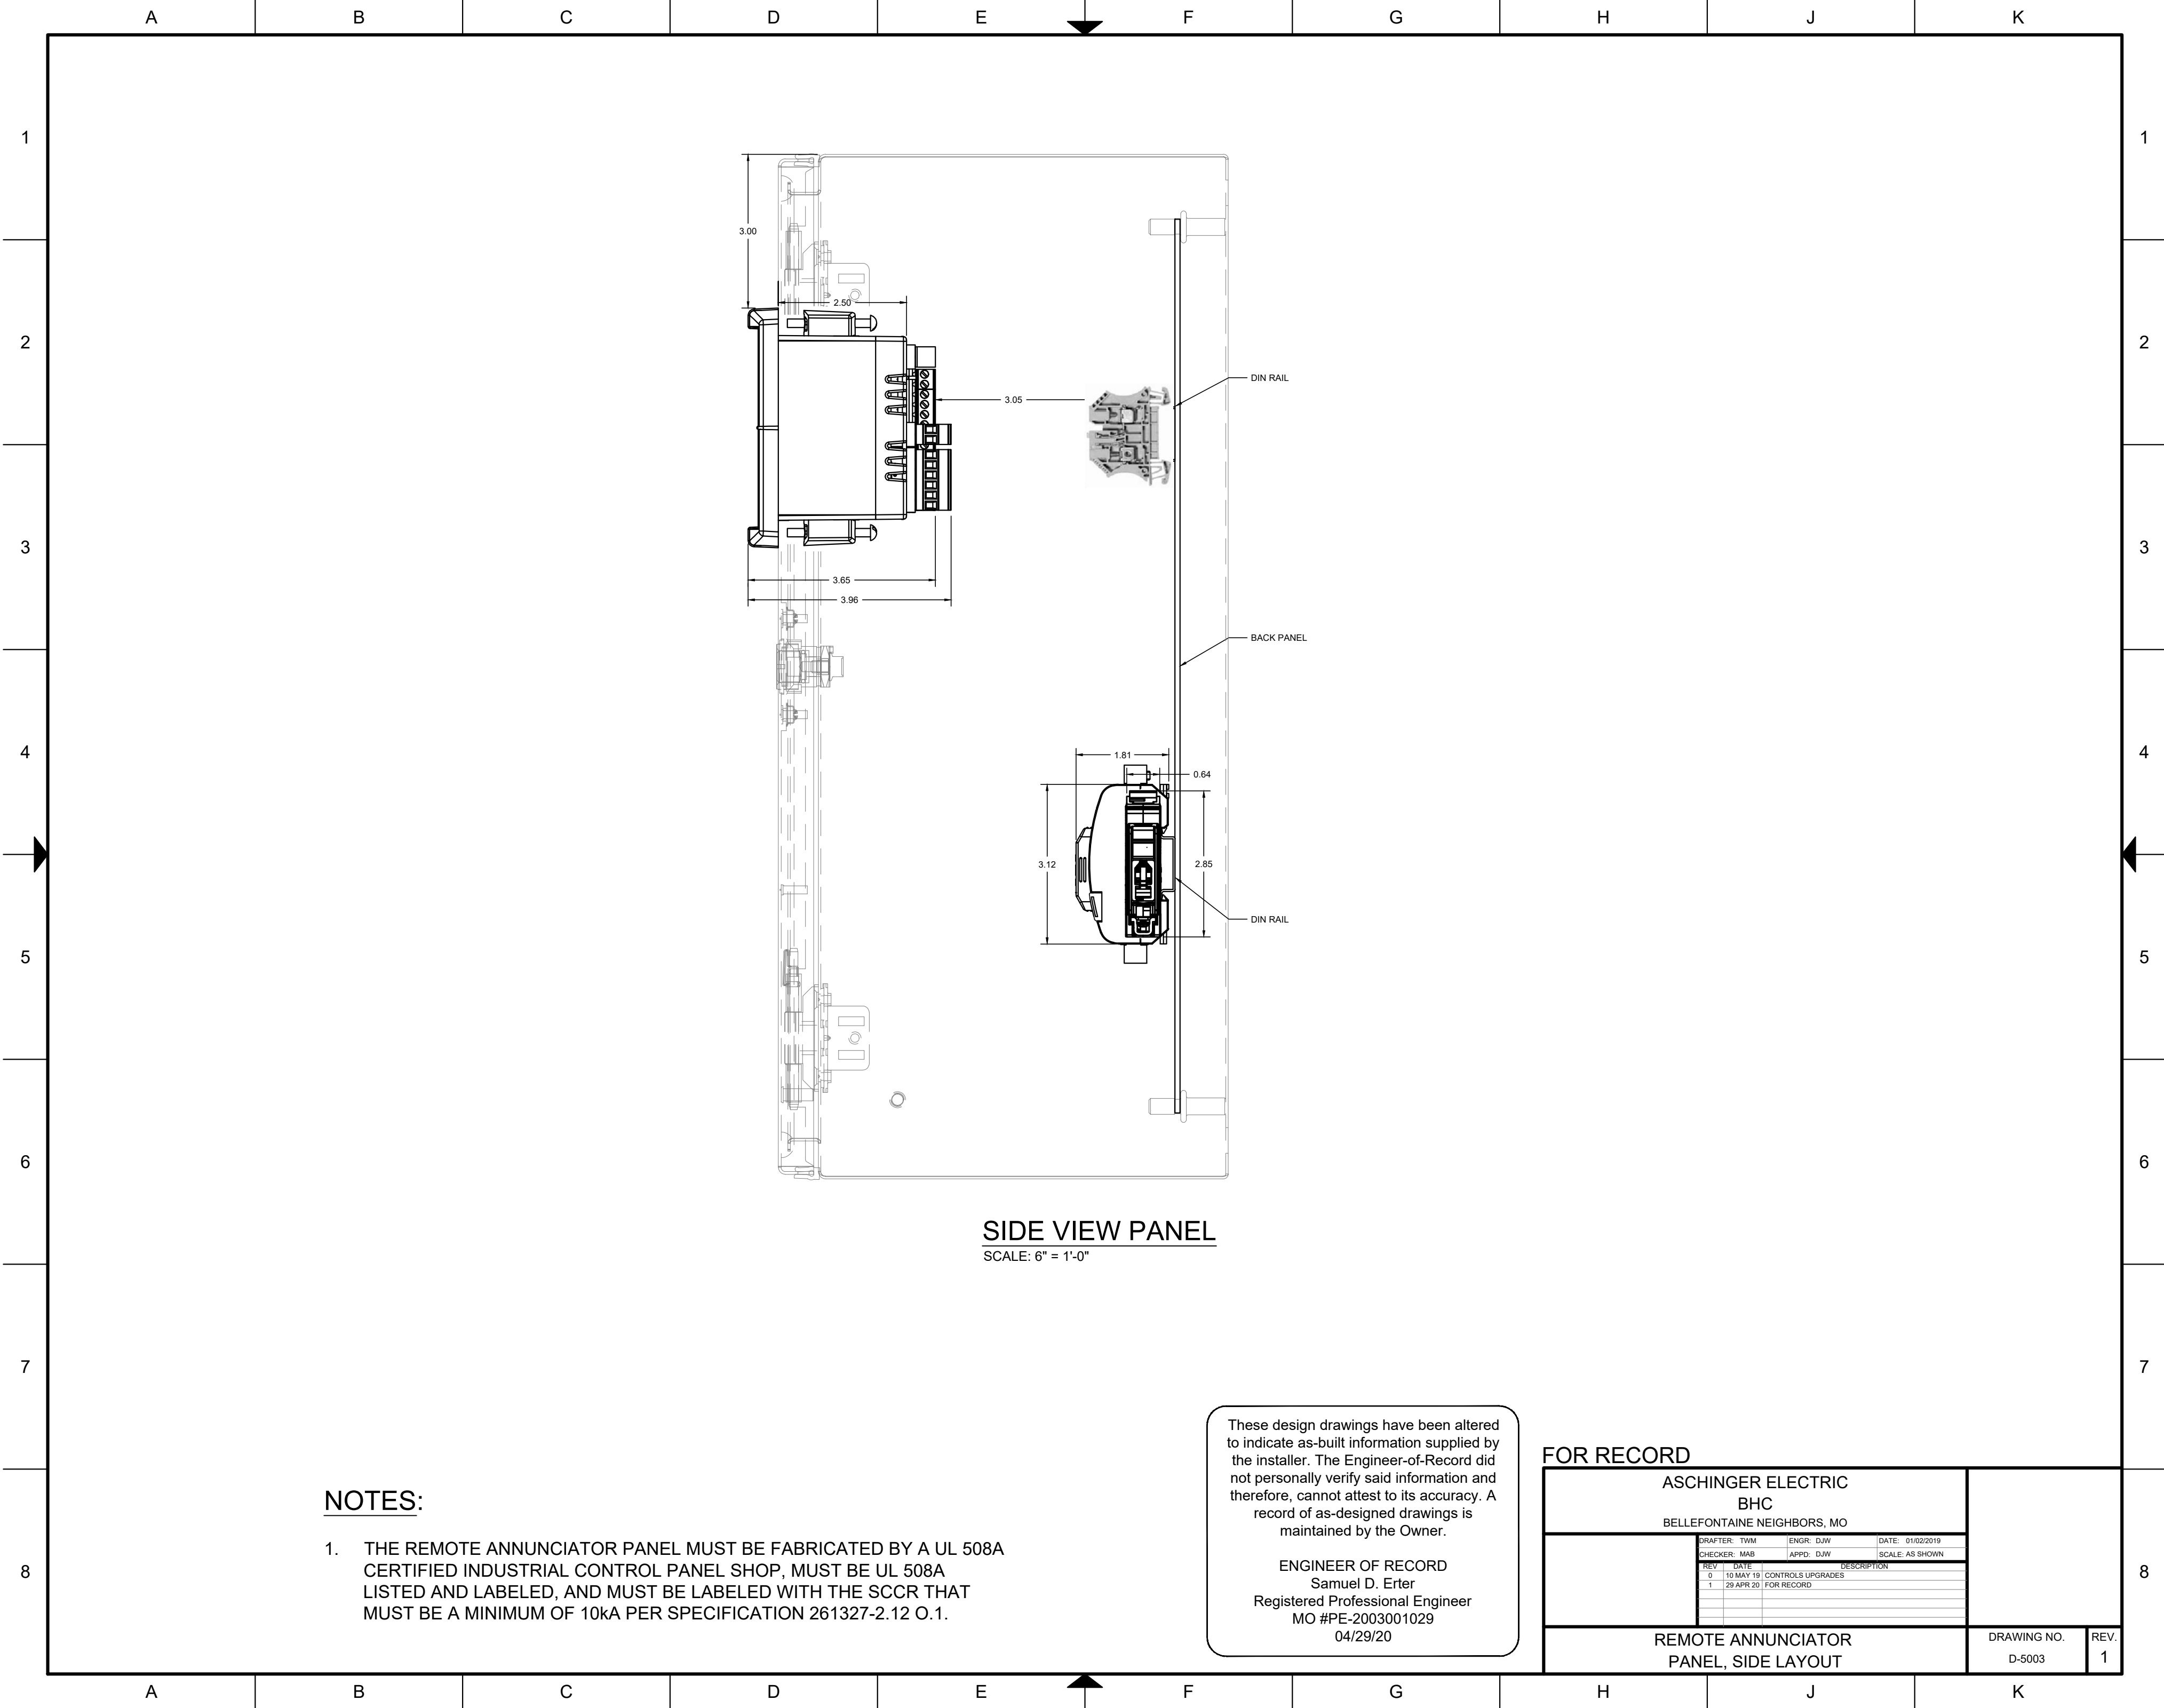 A B C D E F G H J K
1 1
3.00
2.50
2 2
DIN RAIL
3.05
3 3
3.65
3.96
BACK PANEL
4 4
1.81
0.64
3.12
2.85
DIN RAIL
5 5
6 6
SIDE VIEW PANEL
SCALE: 6" = 1'-0"
7 7
8 8
NOTES:
1. THE REMOTE ANNUNCIATOR PANEL MUST BE FABRICATED BY A UL 508A
CERTIFIED INDUSTRIAL CONTROL PANEL SHOP, MUST BE UL 508A
LISTED AND LABELED, AND MUST BE LABELED WITH THE SCCR THAT
MUST BE A MINIMUM OF 10kA PER SPECIFICATION 261327-2.12 O.1.
These design drawings have been altered
to indicate as-built information supplied by
the installer. The Engineer-of-Record did
not personally verify said information and
therefore, cannot attest to its accuracy. A
record of as-designed drawings is
maintained by the Owner.
ENGINEER OF RECORD
Samuel D. Erter
Registered Professional Engineer
MO #PE-2003001029
04/29/20
FOR RECORD
ASCHINGER ELECTRIC
BHC
BELLEFONTAINE NEIGHBORS, MO
DRAFTER: TWM ENGR: DJW DATE: 01/02/2019
CHECKER: MAB APPD: DJW SCALE: AS SHOWN
REV DATE DESCRIPTION
0 10 MAY 19 CONTROLS UPGRADES
1 29 APR 20 FOR RECORD
REMOTE ANNUNCIATOR
PANEL, SIDE LAYOUT
DRAWING NO.
D-5003
REV.
1
A B C D E F G H J K